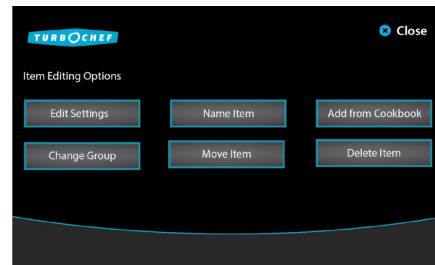 TURBOCHEF
Close
Item Editing Options
Edit Settings
Name Item
Add from Cookbook
Change Group
Move Item
Delete Item